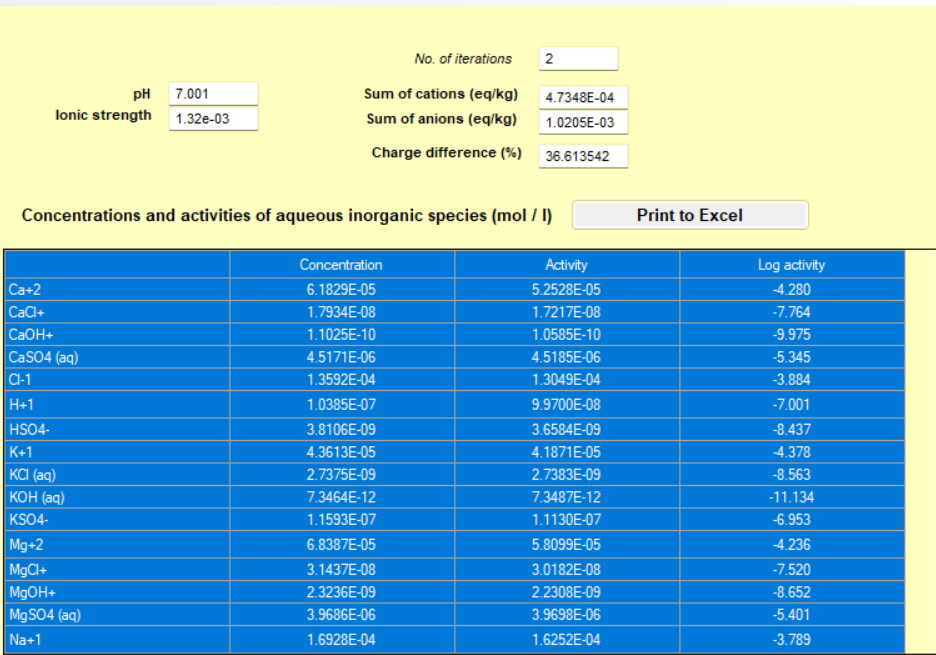 No. of iterations 2
pH 7.001 Sum of cations (eq/kg) 4.7348E-04
Ionic strength 1.32e-03 Sum of anions (eq/kg) 1.0205E-03
Charge difference (%) 36.613542
Concentrations and activities of aqueous inorganic species (mol / l) Print to Excel
Concentration Activity Log activity
Ca+2 6.1829E-05 5.2528E-05 -4.280
CaCl+ 1.7934E-08 1.7217E-08 -7.764
CaOH+ 1.1025E-10 1.0585E-10 -9.975
CaSO4 (aq) 4.5171E-06 4.5185E-06 -5.345
Cl-1 1.3592E-04 1.3049E-04 -3.884
H+1 1.0385E-07 9.9700E-08 -7.001
HSO4- 3.8106E-09 3.6584E-09 -8.437
K+1 4.3613E-05 4.1871E-05 -4.378
KCl (aq) 2.7375E-09 2.7383E-09 -8.563
KOH (aq) 7.3464E-12 7.3487E-12 -11.134
KSO4- 1.1593E-07 1.1130E-07 -6.953
Mg+2 6.8387E-05 5.8099E-05 -4.236
MgCl+ 3.1437E-08 3.0182E-08 -7.520
MgOH+ 2.3236E-09 2.2308E-09 -8.652
MgSO4 (aq) 3.9686E-06 3.9698E-06 -5.401
Na+1 1.6928E-04 1.6252E-04 -3.789